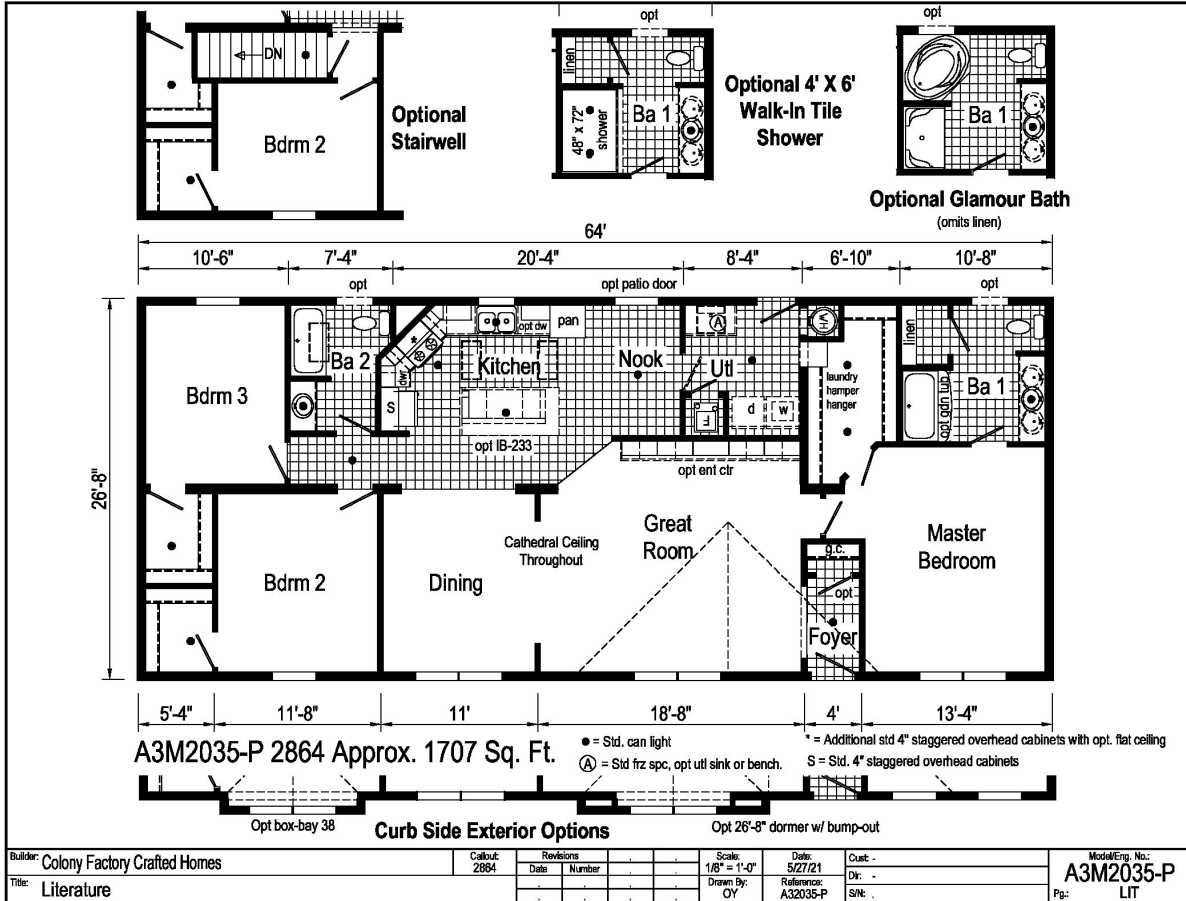 opt
opt
DN
linen
Ba 1
48" x 72"
shower
Optional 4' X 6'
Walk-In Tile
Shower
Ba 1
Optional
Stairwell
Bdrm 2
Optional Glamour Bath
(omits linen)
64'
10'-6"
7'-4"
20'-4"
8'-4"
6'-10"
10'-8"
opt
opt patio door
opt
26'-8"
Bdrm 3
Ba 2
*
dwr
S
opt dw
pan
Kitchen
Nook
opt IB-233
A
Utl
F
d
w
WH
laundry
hamper
hanger
linen
opt gdn tub
Ba 1
opt ent ctr
Great
Room
Cathedral Ceiling
Throughout
Master
Bedroom
g.c.
opt
Foyer
Bdrm 2
Dining
5'-4"
11'-8"
11'
18'-8"
4'
13'-4"
A3M2035-P 2864 Approx. 1707 Sq. Ft.
● = Std. can light
Ⓐ = Std frz spc, opt utl sink or bench.
* = Additional std 4" staggered overhead cabinets with opt. flat ceiling
S = Std. 4" staggered overhead cabinets
Opt box-bay 38
Curb Side Exterior Options
Opt 26'-8" dormer w/ bump-out
Builder: Colony Factory Crafted Homes
Title: Literature
Callout:
2864
Revisions
Date Number
Scale:
1/8" = 1'-0"
Drawn By:
OY
Date:
5/27/21
Reference:
A32035-P
Cust: -
Dir: -
S/N: .
Model/Eng. No.:
A3M2035-P
Pg.: LIT